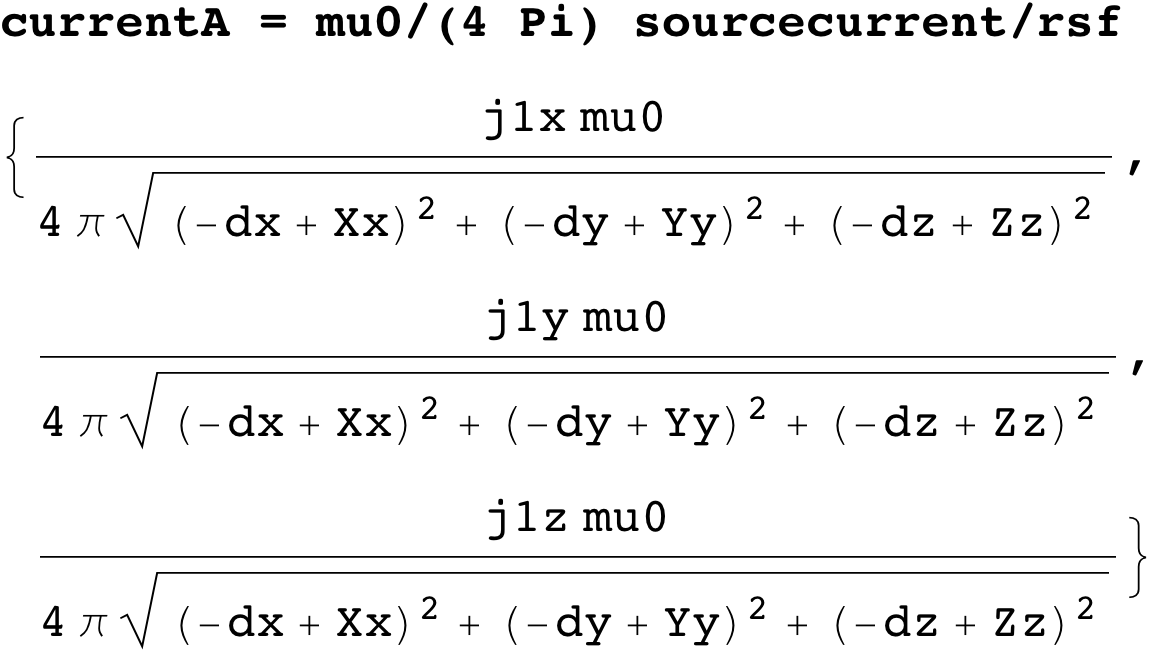 currentA = mu0/(4 Pi) sourcecurrent/rsf
{ j1x mu0
4 π √ (-dx + Xx)² + (-dy + Yy)² + (-dz + Zz)² ,
j1y mu0
4 π √ (-dx + Xx)² + (-dy + Yy)² + (-dz + Zz)² ,
j1z mu0
4 π √ (-dx + Xx)² + (-dy + Yy)² + (-dz + Zz)² }